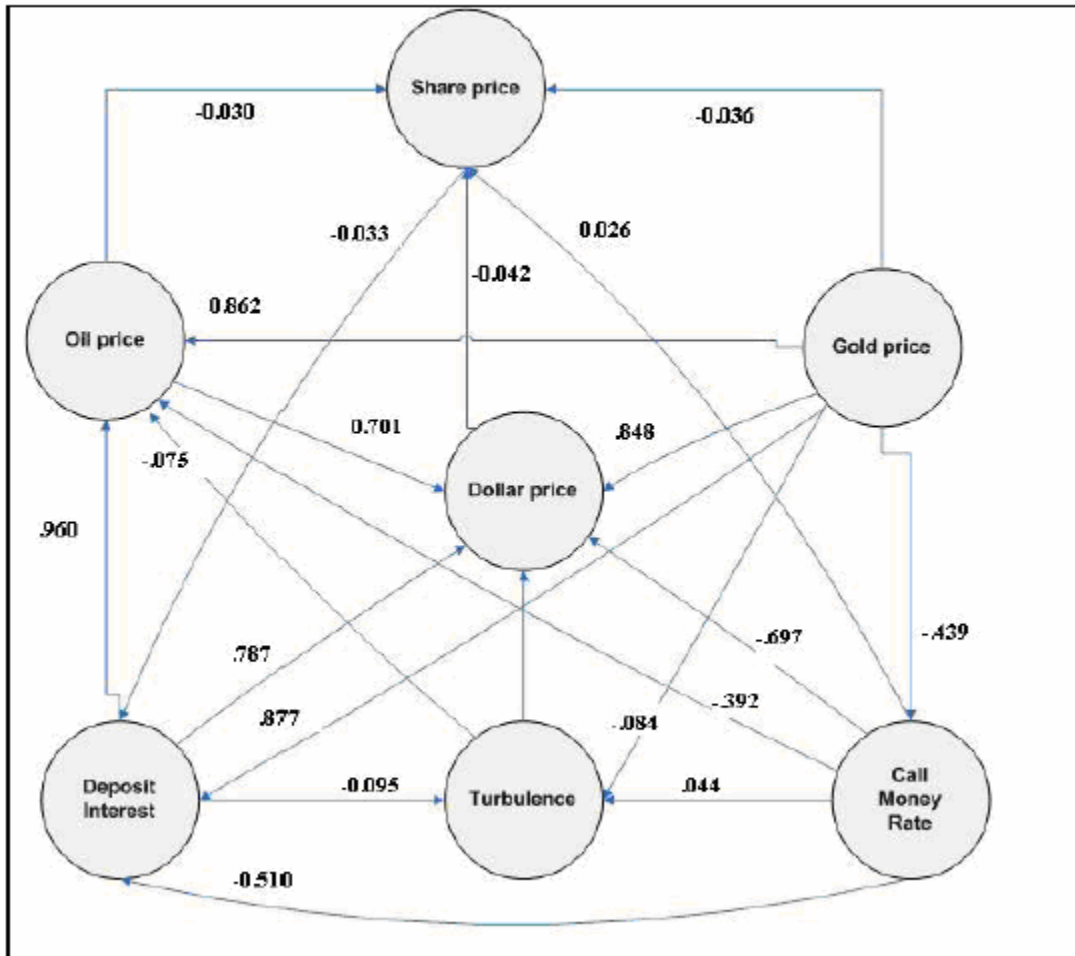 Share price
-0.030
-0.036
-0.033
0.026
-0.042
0.862
Oil price
Gold price
0.701
.848
-.075
Dollar price
.960
-.697
-.439
.787
-.392
.877
-.084
Deposit
Interest
-0.095
Turbulence
.044
Call
Money
Rate
-0.510